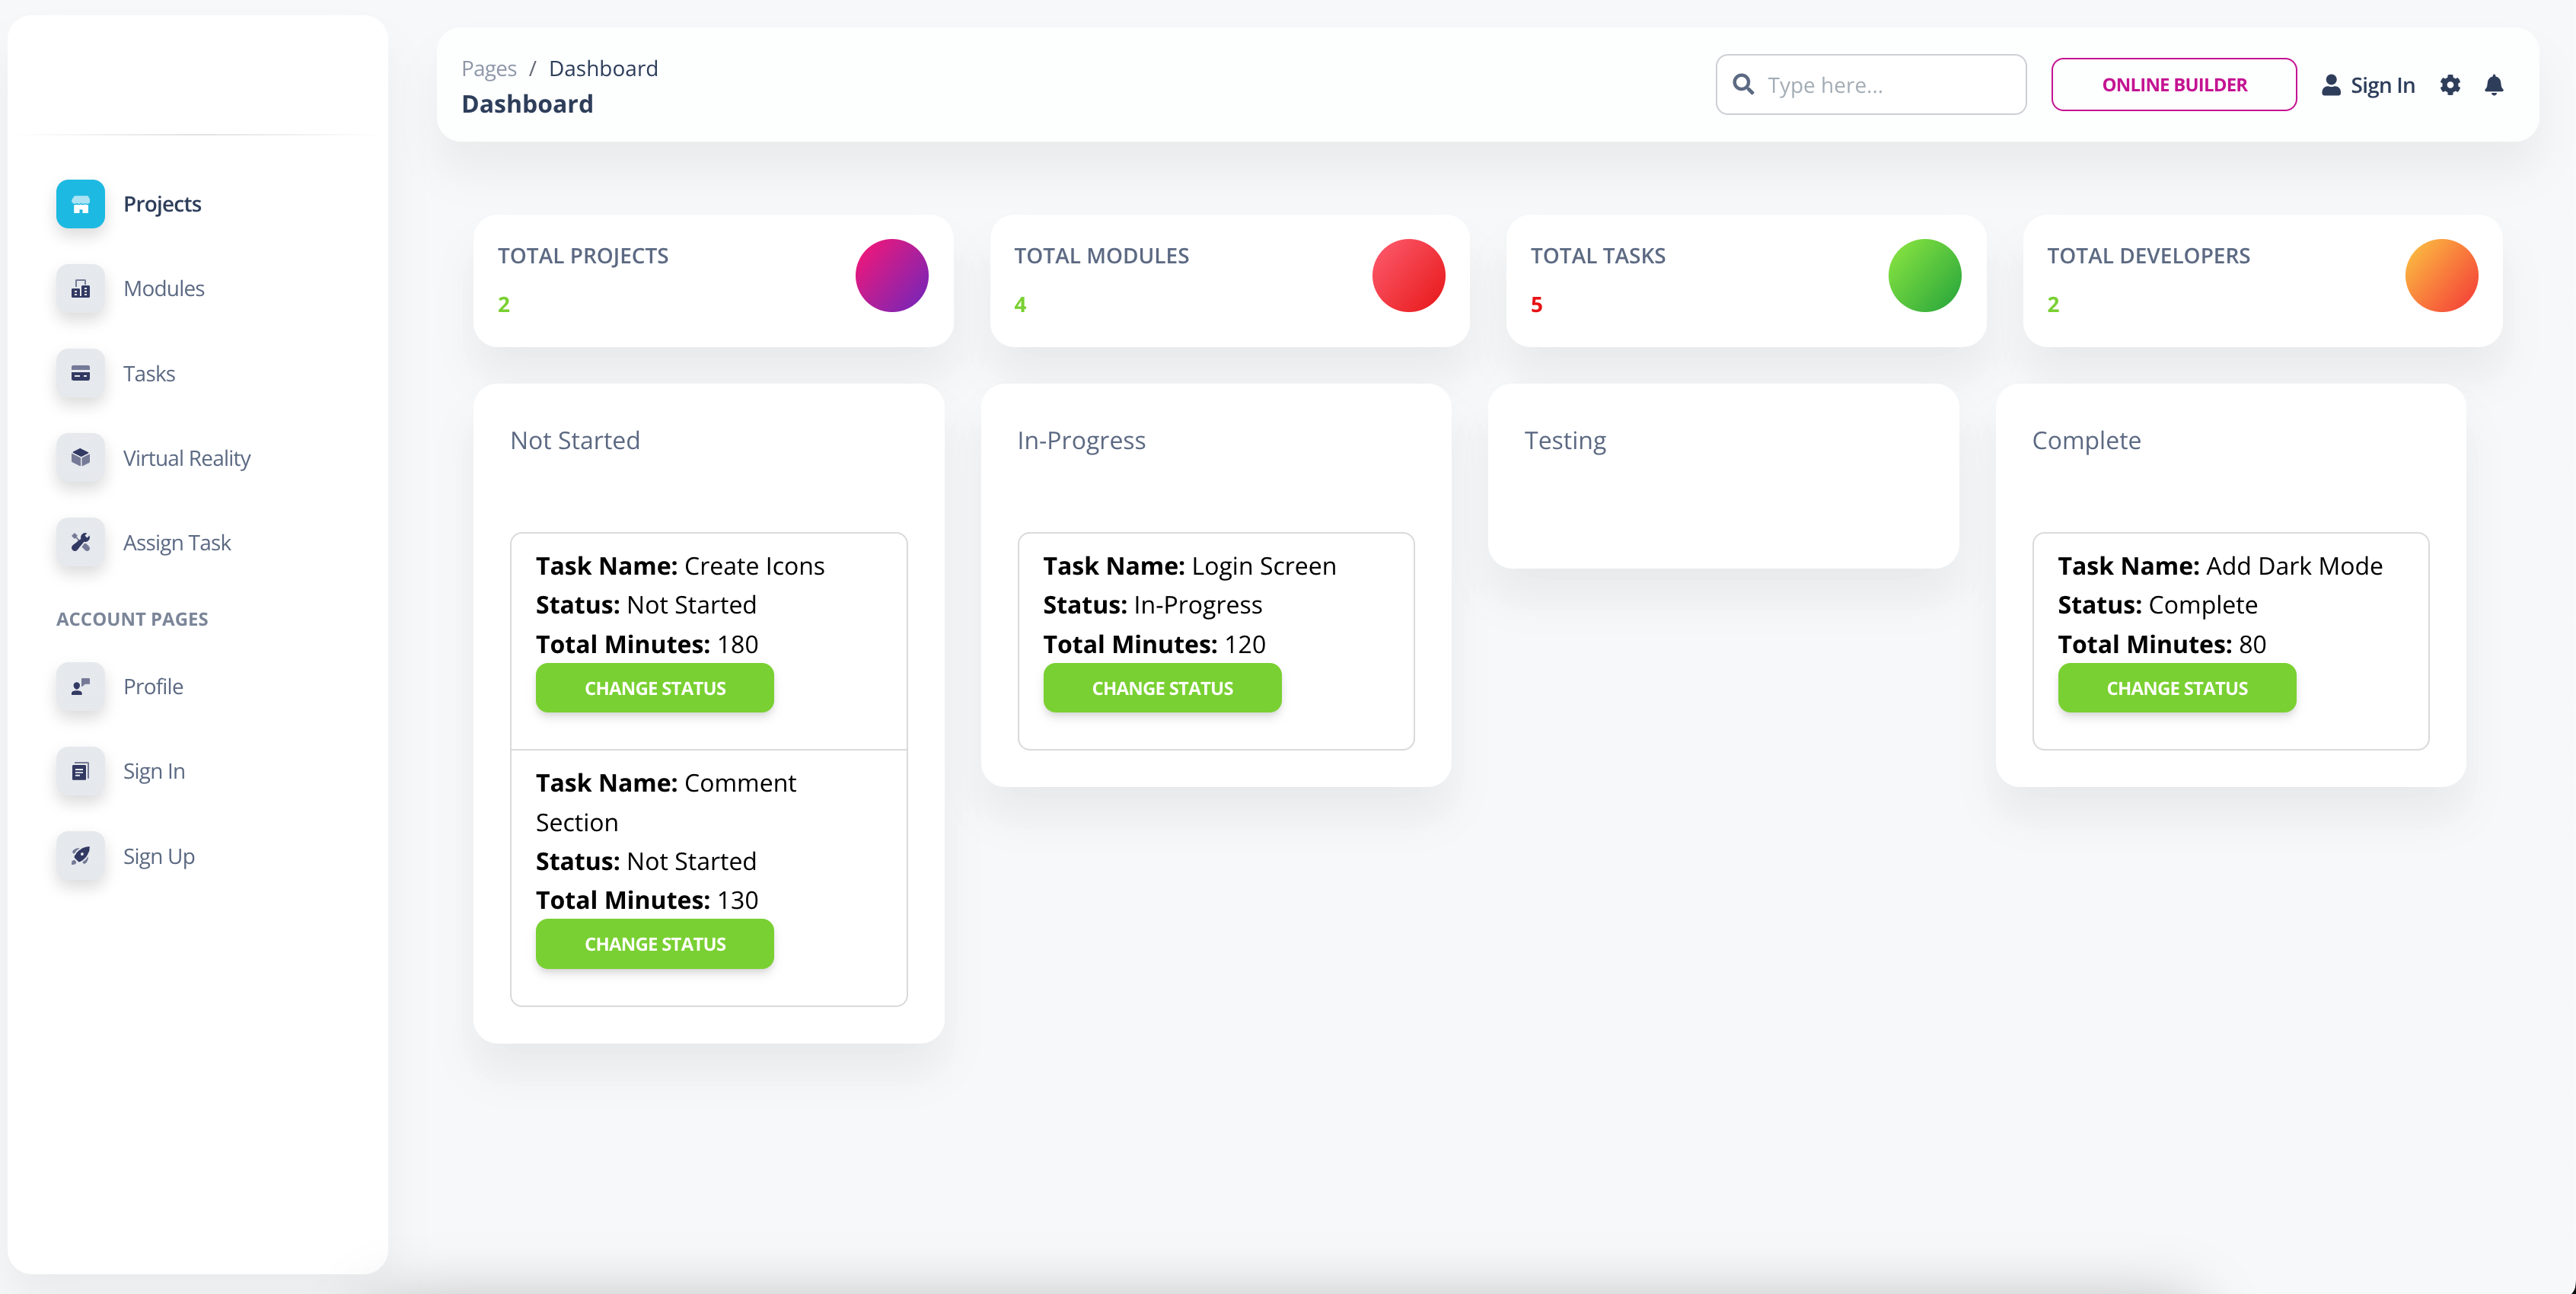 Pages / Dashboard
Dashboard
Type here...
ONLINE BUILDER
Sign In
Projects
Modules
Tasks
Virtual Reality
Assign Task
ACCOUNT PAGES
Profile
Sign In
Sign Up
TOTAL PROJECTS
2
TOTAL MODULES
4
TOTAL TASKS
5
TOTAL DEVELOPERS
2
Not Started
Task Name: Create Icons
Status: Not Started
Total Minutes: 180
CHANGE STATUS
Task Name: Comment
Section
Status: Not Started
Total Minutes: 130
CHANGE STATUS
In-Progress
Task Name: Login Screen
Status: In-Progress
Total Minutes: 120
CHANGE STATUS
Testing
Complete
Task Name: Add Dark Mode
Status: Complete
Total Minutes: 80
CHANGE STATUS